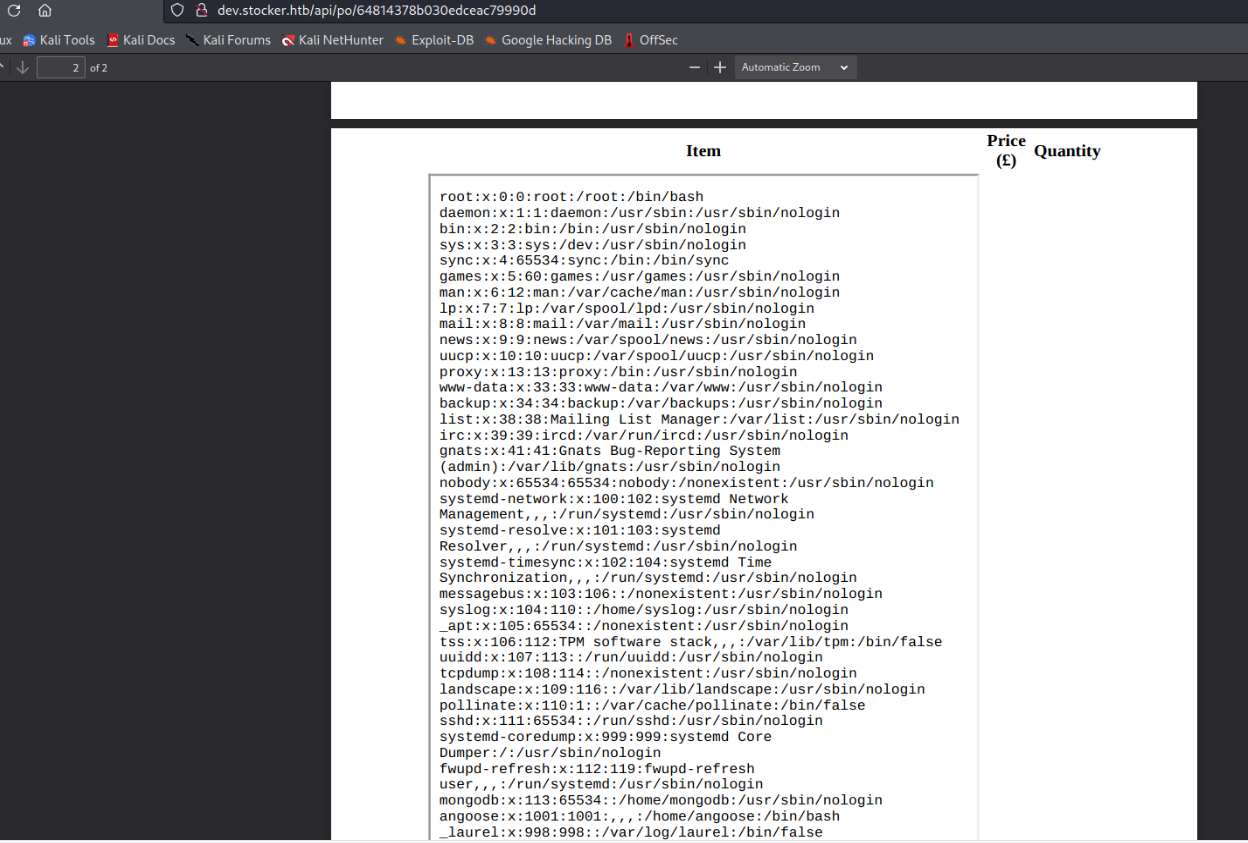 dev.stocker.htb/api/po/64814378b030edceac79990d
ux Kali Tools Kali Docs Kali Forums Kali NetHunter Exploit-DB Google Hacking DB OffSec
2 of 2 Automatic Zoom
Item Price (£) Quantity
root:x:0:0:root:/root:/bin/bash
daemon:x:1:1:daemon:/usr/sbin:/usr/sbin/nologin
bin:x:2:2:bin:/bin:/usr/sbin/nologin
sys:x:3:3:sys:/dev:/usr/sbin/nologin
sync:x:4:65534:sync:/bin:/bin/sync
games:x:5:60:games:/usr/games:/usr/sbin/nologin
man:x:6:12:man:/var/cache/man:/usr/sbin/nologin
lp:x:7:7:lp:/var/spool/lpd:/usr/sbin/nologin
mail:x:8:8:mail:/var/mail:/usr/sbin/nologin
news:x:9:9:news:/var/spool/news:/usr/sbin/nologin
uucp:x:10:10:uucp:/var/spool/uucp:/usr/sbin/nologin
proxy:x:13:13:proxy:/bin:/usr/sbin/nologin
www-data:x:33:33:www-data:/var/www:/usr/sbin/nologin
backup:x:34:34:backup:/var/backups:/usr/sbin/nologin
list:x:38:38:Mailing List Manager:/var/list:/usr/sbin/nologin
irc:x:39:39:ircd:/var/run/ircd:/usr/sbin/nologin
gnats:x:41:41:Gnats Bug-Reporting System
(admin):/var/lib/gnats:/usr/sbin/nologin
nobody:x:65534:65534:nobody:/nonexistent:/usr/sbin/nologin
systemd-network:x:100:102:systemd Network
Management,,,:/run/systemd:/usr/sbin/nologin
systemd-resolve:x:101:103:systemd
Resolver,,,:/run/systemd:/usr/sbin/nologin
systemd-timesync:x:102:104:systemd Time
Synchronization,,,:/run/systemd:/usr/sbin/nologin
messagebus:x:103:106::/nonexistent:/usr/sbin/nologin
syslog:x:104:110::/home/syslog:/usr/sbin/nologin
_apt:x:105:65534::/nonexistent:/usr/sbin/nologin
tss:x:106:112:TPM software stack,,,:/var/lib/tpm:/bin/false
uuidd:x:107:113::/run/uuidd:/usr/sbin/nologin
tcpdump:x:108:114::/nonexistent:/usr/sbin/nologin
landscape:x:109:116::/var/lib/landscape:/usr/sbin/nologin
pollinate:x:110:1::/var/cache/pollinate:/bin/false
sshd:x:111:65534::/run/sshd:/usr/sbin/nologin
systemd-coredump:x:999:999:systemd Core
Dumper:/:/usr/sbin/nologin
fwupd-refresh:x:112:119:fwupd-refresh
user,,,:/run/systemd:/usr/sbin/nologin
mongodb:x:113:65534::/home/mongodb:/usr/sbin/nologin
angoose:x:1001:1001:,,,:/home/angoose:/bin/bash
_laurel:x:998:998::/var/log/laurel:/bin/false